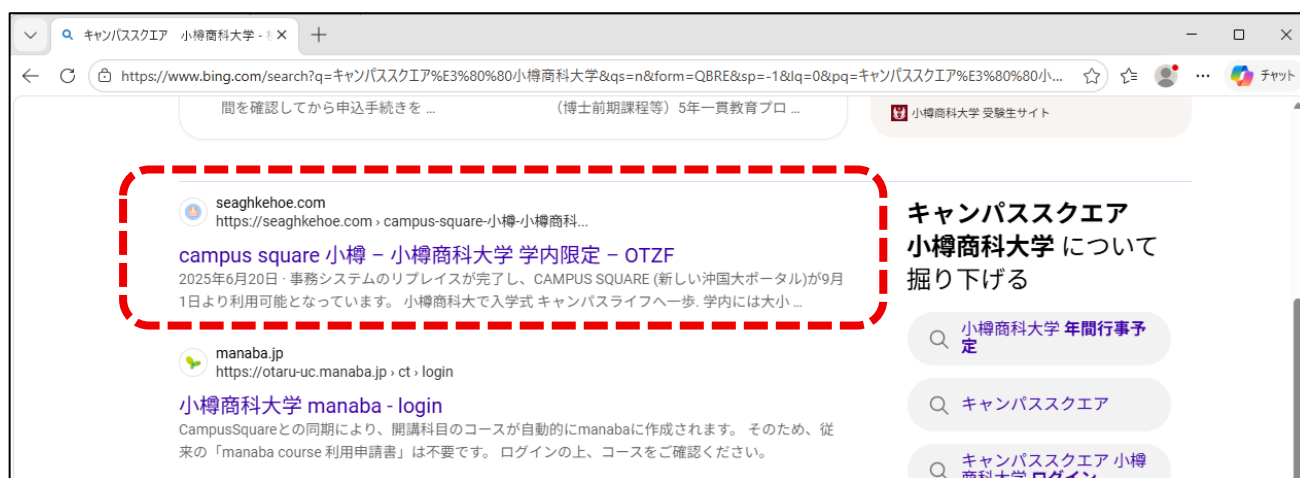 キャンパススクエア 小樽商科大学 -
https://www.bing.com/search?q=キャンパススクエア%E3%80%80小樽商科大学&qs=n&form=QBRE&sp=-1&lq=0&pq=キャンパススクエア%E3%80%80小...
チャット
間を確認してから申込手続きを ...
（博士前期課程等）5年一貫教育プロ ...
小樽商科大学 受験生サイト
seaghkehoe.com
https://seaghkehoe.com › campus-square-小樽-小樽商科...
campus square 小樽 – 小樽商科大学 学内限定 – OTZF
2025年6月20日 · 事務システムのリプレイスが完了し、CAMPUS SQUARE (新しい沖国大ポータル)が9月
1日より利用可能となっています。 小樽商科大で入学式 キャンパスライフへ一歩. 学内には大小 ...
manaba.jp
https://otaru-uc.manaba.jp › ct › login
小樽商科大学 manaba - login
CampusSquareとの同期により、開講科目のコースが自動的にmanabaに作成されます。 そのため、従
来の「manaba course 利用申請書」は不要です。 ログインの上、コースをご確認ください。
キャンパススクエア
小樽商科大学 について
掘り下げる
小樽商科大学 年間行事予
定
キャンパススクエア
キャンパススクエア 小樽
商科大学 ログイン